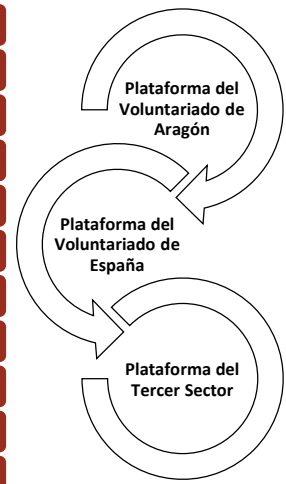 Plataforma del
Voluntariado de
Aragón
Plataforma del
Voluntariado de
España
Plataforma del
Tercer Sector